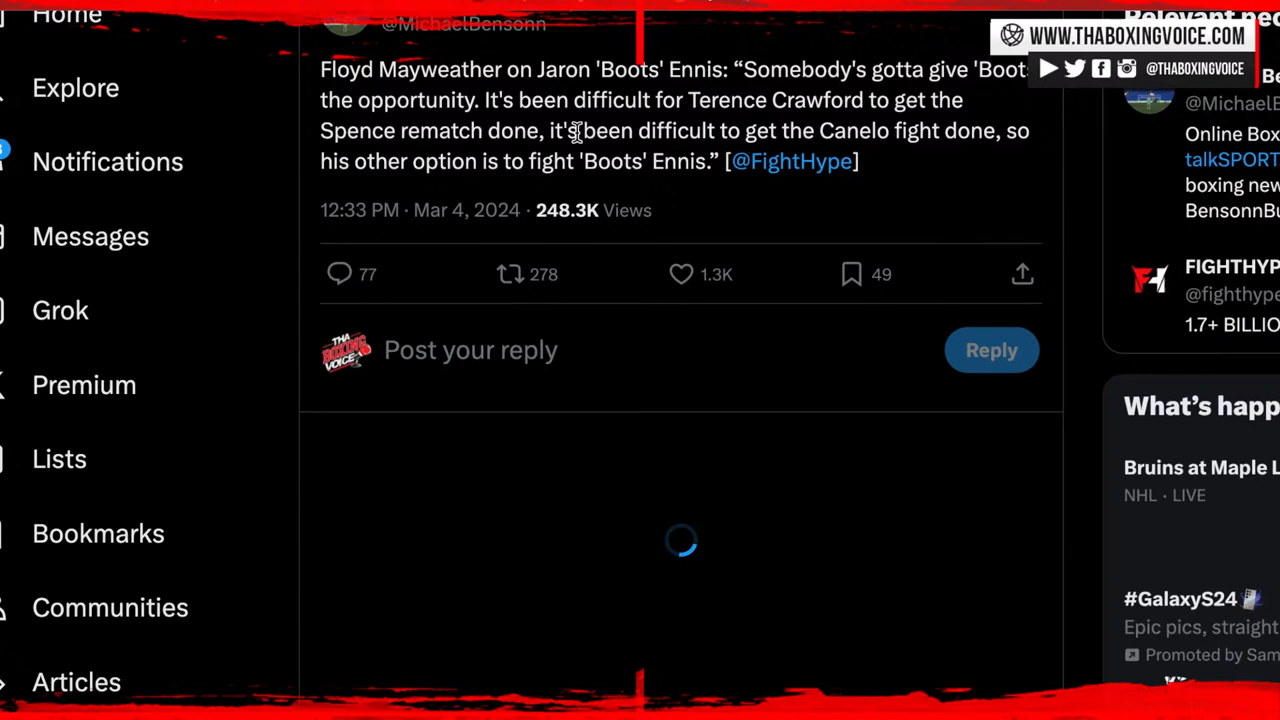 Home
Explore
Notifications
Messages
Grok
Premium
Lists
Bookmarks
Communities
Articles
@MichaelBensonn
Floyd Mayweather on Jaron 'Boots' Ennis: “Somebody's gotta give 'Boots
the opportunity. It's been difficult for Terence Crawford to get the
Spence rematch done, it's been difficult to get the Canelo fight done, so
his other option is to fight 'Boots' Ennis.” [@FightHype]
12:33 PM · Mar 4, 2024 · 248.3K Views
77 278 1.3K 49
THA BOXING VOICE
Post your reply
Reply
WWW.THABOXINGVOICE.COM
@THABOXINGVOICE
Relevant peo
Be
@MichaelB
Online Box
talkSPORT
boxing new
BensonnBu
FIGHTHYPE
@fighthype
1.7+ BILLIO
What’s happ
Bruins at Maple L
NHL · LIVE
#GalaxyS24
Epic pics, straight
Promoted by Sam